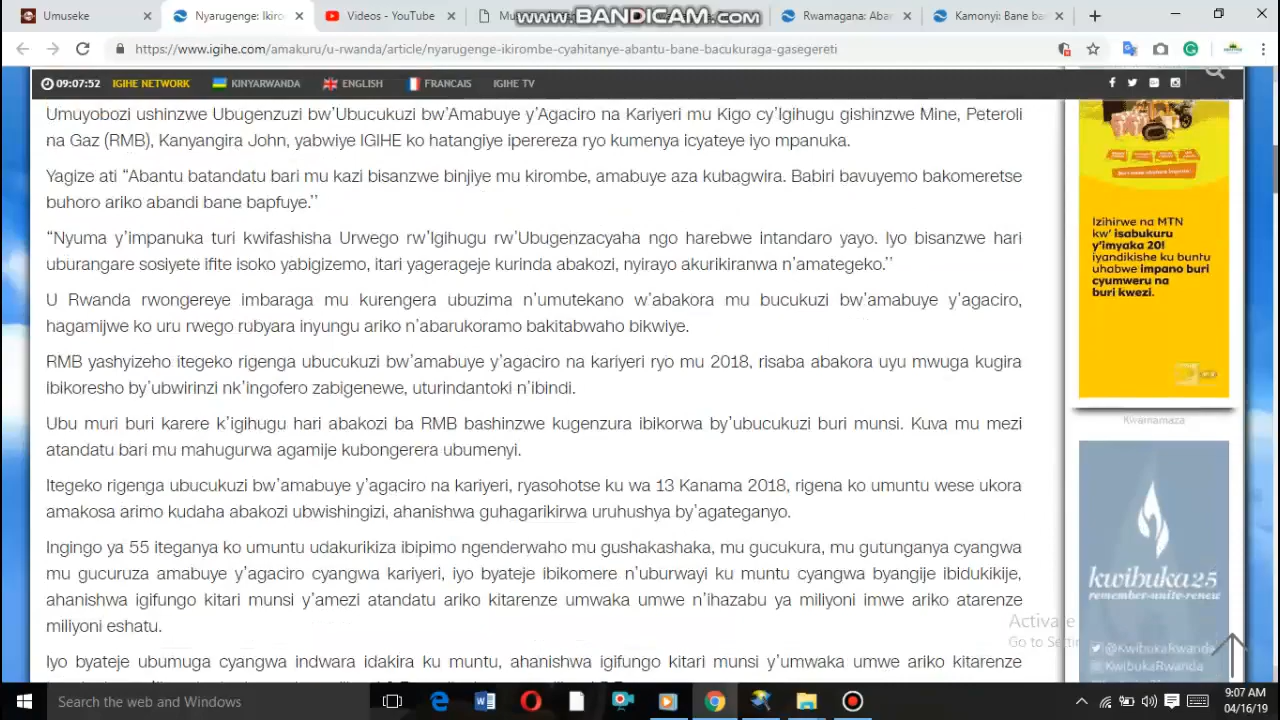 Umuseke
Nyarugenge: Ikiro
Videos - YouTube
Mu
www.BANDICAM.com
Rwamagana: Abar
Kamonyi: Bane ba
https://www.igihe.com/amakuru/u-rwanda/article/nyarugenge-ikirombe-cyahitanye-abantu-bane-bacukuraga-gasegereti
09:07:52 IGIHE NETWORK KINYARWANDA ENGLISH FRANCAIS IGIHE TV
Umuyobozi ushinzwe Ubugenzuzi bw’Ubucukuzi bw’Amabuye y’Agaciro na Kariyeri mu Kigo cy’Igihugu gishinzwe Mine, Peteroli
na Gaz (RMB), Kanyangira John, yabwiye IGIHE ko hatangiye iperereza ryo kumenya icyateye iyo mpanuka.
Yagize ati “Abantu batandatu bari mu kazi bisanzwe binjiye mu kirombe, amabuye aza kubagwira. Babiri bavuyemo bakomeretse
buhoro ariko abandi bane bapfuye.’’
“Nyuma y’impanuka turi kwifashisha Urwego rw’Igihugu rw’Ubugenzacyaha ngo harebwe intandaro yayo. Iyo bisanzwe hari
uburangare sosiyete ifite isoko yabigizemo, itari yagerageje kurinda abakozi, nyirayo akurikiranwa n’amategeko.’’
U Rwanda rwongereye imbaraga mu kurengera ubuzima n’umutekano w’abakora mu bucukuzi bw’amabuye y’agaciro,
hagamijwe ko uru rwego rubyara inyungu ariko n’abarukoramo bakitabwaho bikwiye.
RMB yashyizeho itegeko rigenga ubucukuzi bw’amabuye y’agaciro na kariyeri ryo mu 2018, risaba abakora uyu mwuga kugira
ibikoresho by’ubwirinzi nk’ingofero zabigenewe, uturindantoki n’ibindi.
Ubu muri buri karere k’igihugu hari abakozi ba RMB bashinzwe kugenzura ibikorwa by’ubucukuzi buri munsi. Kuva mu mezi
atandatu bari mu mahugurwa agamije kubongerera ubumenyi.
Itegeko rigenga ubucukuzi bw’amabuye y’agaciro na kariyeri, ryasohotse ku wa 13 Kanama 2018, rigena ko umuntu wese ukora
amakosa arimo kudaha abakozi ubwishingizi, ahanishwa guhagarikirwa uruhushya by’agateganyo.
Ingingo ya 55 iteganya ko umuntu udakurikiza ibipimo ngenderwaho mu gushakashaka, mu gucukura, mu gutunganya cyangwa
mu gucuruza amabuye y’agaciro cyangwa kariyeri, iyo byateje ibikomere n’uburwayi ku muntu cyangwa byangije ibidukikije,
ahanishwa igifungo kitari munsi y’amezi atandatu ariko kitarenze umwaka umwe n’ihazabu ya miliyoni imwe ariko atarenze
miliyoni eshatu.
Iyo byateje ubumuga cyangwa indwara idakira ku muntu, ahanishwa igifungo kitari munsi y’umwaka umwe ariko kitarenze
Izihirwe na MTN
kw’ isabukuru
y’imyaka 20!
iyandikishe ku buntu
uhabwe impano buri
cyumweru na
buri kwezi.
Kwamamaza
kwibuka25
remember-unite-renew
@KwibukaRwanda
KwibukaRwanda
Activate
Go to Setti
Search the web and Windows
9:07 AM
04/16/19